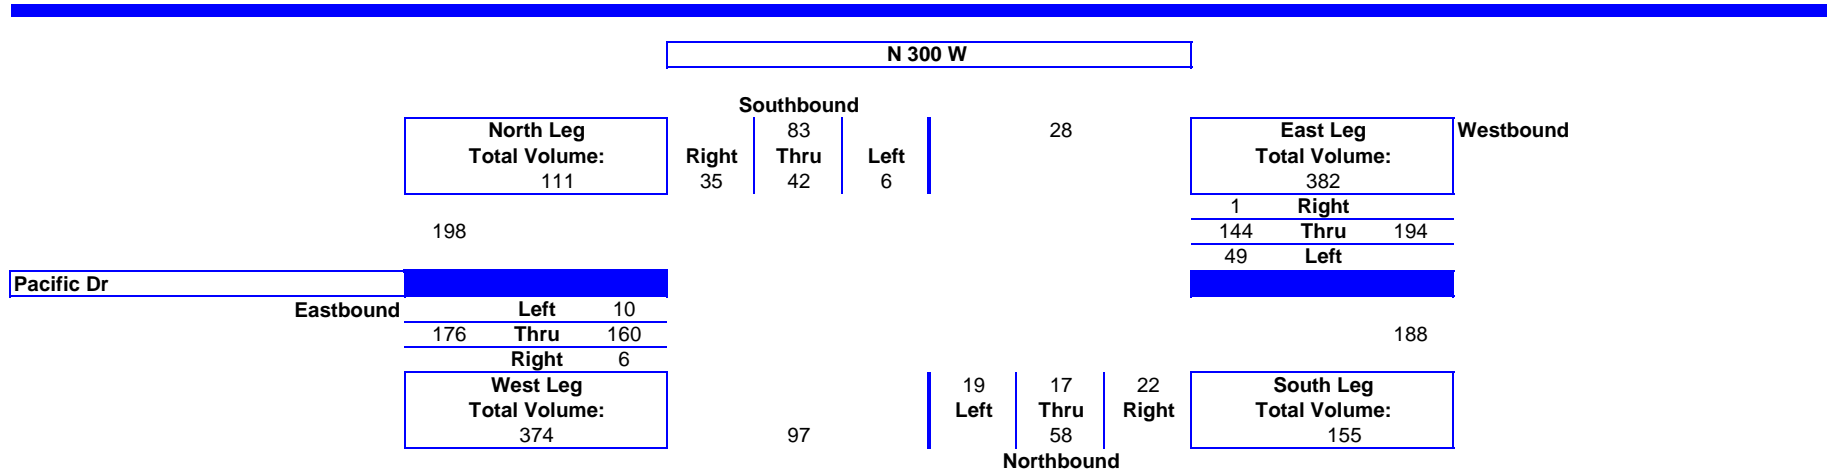 N 300 W
Southbound
North Leg 83 28 East Leg Westbound
Total Volume: Right Thru Left Total Volume:
111 35 42 6 382
1 Right
198 144 Thru 194
49 Left
Pacific Dr
Eastbound Left 10
176 Thru 160 188
Right 6
West Leg 19 17 22 South Leg
Total Volume: Left Thru Right Total Volume:
374 97 58 155
Northbound